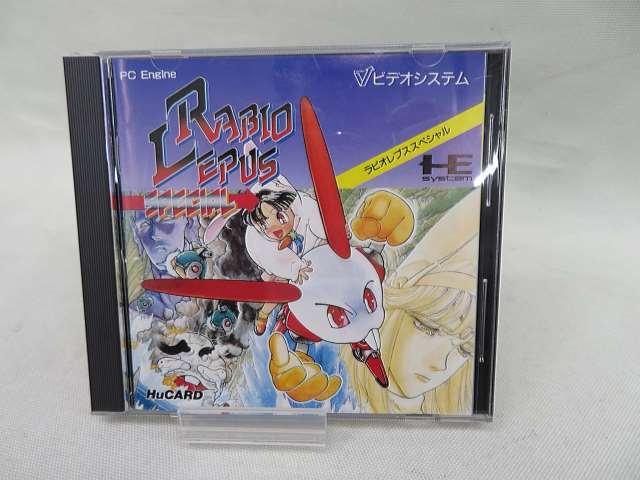 PC Engine
ビデオシステム
RABIO
LEPUS
SPECIAL
ラビオレプススペシャル
HE
system
HuCARD